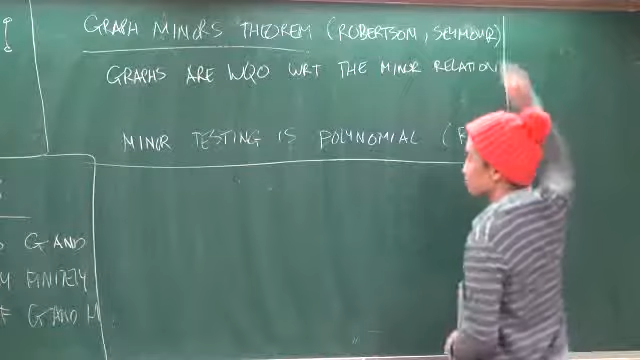 GRAPH MINORS THEOREM (ROBERTSON, SEYMOUR)
GRAPHS ARE WQO WRT THE MINOR RELATION
MINOR TESTING IS POLYNOMIAL (
G AND
FINITELY
G AND H